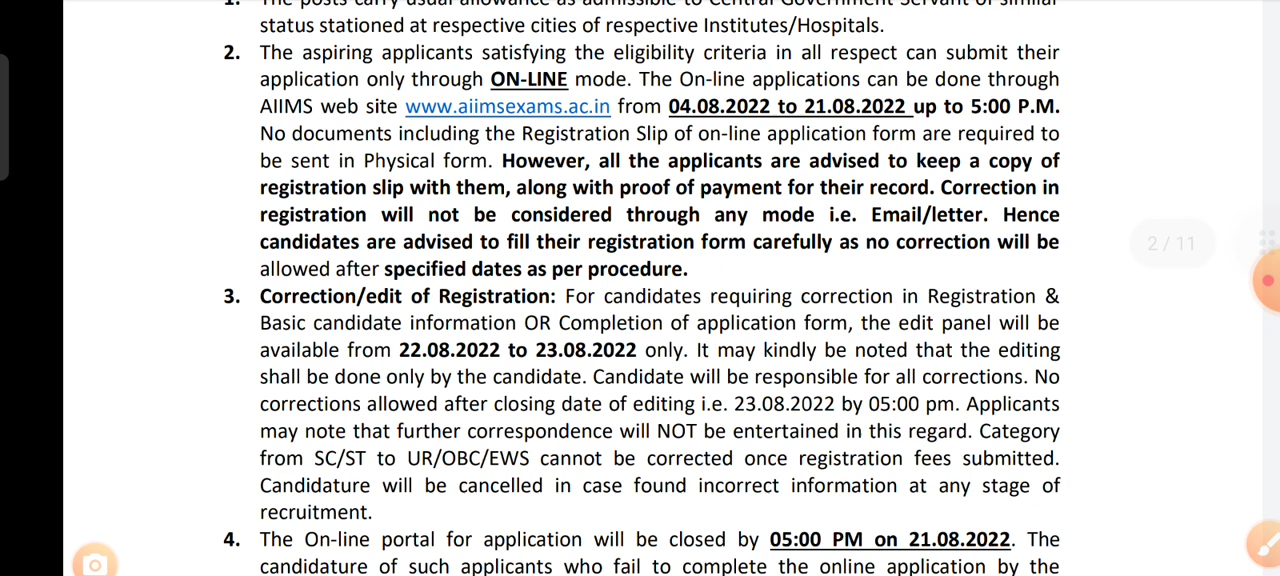 1. The posts carry usual allowance as admissible to Central Government Servant of similar
status stationed at respective cities of respective Institutes/Hospitals.
2. The aspiring applicants satisfying the eligibility criteria in all respect can submit their
application only through ON-LINE mode. The On-line applications can be done through
AIIMS web site www.aiimsexams.ac.in from 04.08.2022 to 21.08.2022 up to 5:00 P.M.
No documents including the Registration Slip of on-line application form are required to
be sent in Physical form. However, all the applicants are advised to keep a copy of
registration slip with them, along with proof of payment for their record. Correction in
registration will not be considered through any mode i.e. Email/letter. Hence
candidates are advised to fill their registration form carefully as no correction will be
allowed after specified dates as per procedure.
2 / 11
3. Correction/edit of Registration: For candidates requiring correction in Registration &
Basic candidate information OR Completion of application form, the edit panel will be
available from 22.08.2022 to 23.08.2022 only. It may kindly be noted that the editing
shall be done only by the candidate. Candidate will be responsible for all corrections. No
corrections allowed after closing date of editing i.e. 23.08.2022 by 05:00 pm. Applicants
may note that further correspondence will NOT be entertained in this regard. Category
from SC/ST to UR/OBC/EWS cannot be corrected once registration fees submitted.
Candidature will be cancelled in case found incorrect information at any stage of
recruitment.
4. The On-line portal for application will be closed by 05:00 PM on 21.08.2022. The
candidature of such applicants who fail to complete the online application by the